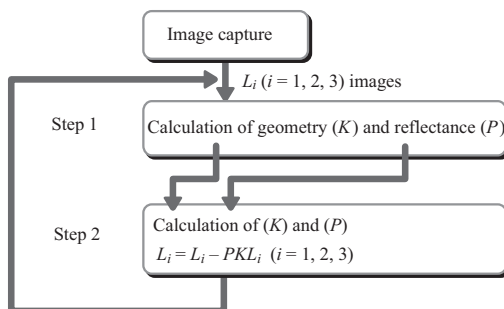 Image capture
Lᵢ (i = 1, 2, 3) images
Step 1
Calculation of geometry (K) and reflectance (P)
Step 2
Calculation of (K) and (P)
Lᵢ = Lᵢ – PKLᵢ (i = 1, 2, 3)